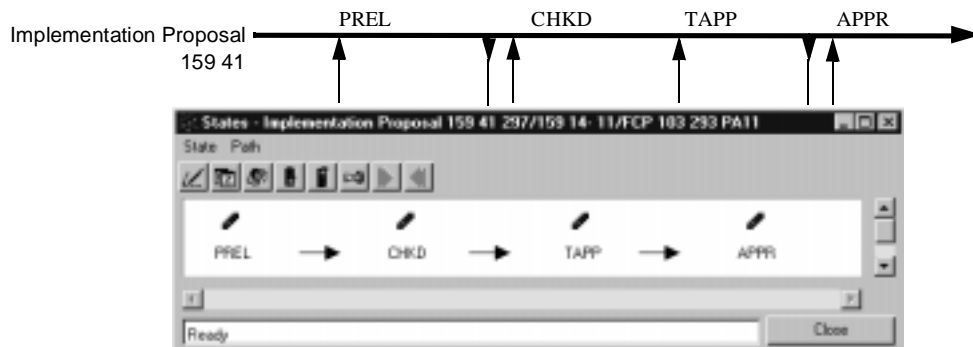 PREL CHKD TAPP APPR
Implementation Proposal
159 41
States - Implementation Proposal 159 41 297/159 14- 11/FCP 103 293 PA11
State Path
PREL CHKD TAPP APPR
Ready
Close